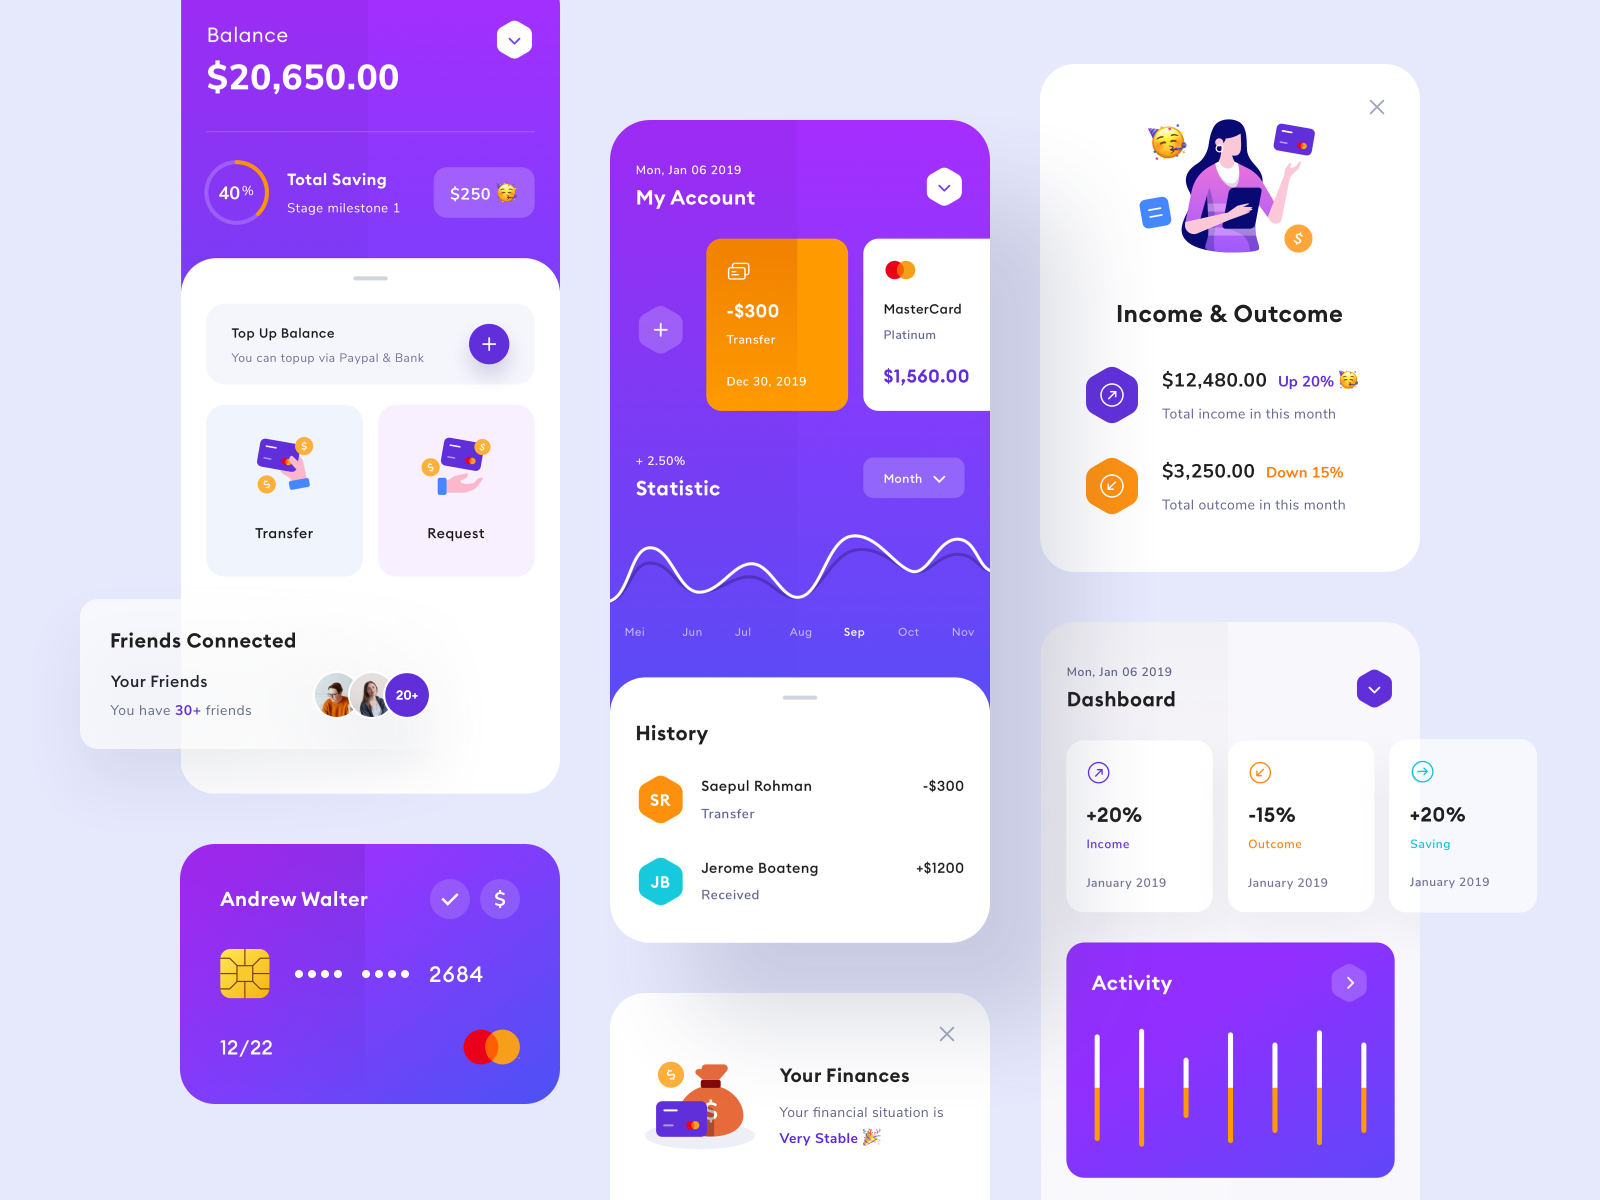 Balance
$20,650.00
40%
Total Saving
Stage milestone 1
$250
Top Up Balance
You can topup via Paypal & Bank
Transfer
Request
Friends Connected
Your Friends
You have 30+ friends
20+
Andrew Walter
$
2684
12/22
Mon, Jan 06 2019
My Account
-$300
Transfer
Dec 30, 2019
MasterCard
Platinum
$1,560.00
+ 2.50%
Statistic
Month
Mei Jun Jul Aug Sep Oct Nov
History
SR
Saepul Rohman
-$300
Transfer
JB
Jerome Boateng
+$1200
Received
$
$
Your Finances
Your financial situation is
Very Stable
$
Income & Outcome
$12,480.00 Up 20%
Total income in this month
$3,250.00 Down 15%
Total outcome in this month
Mon, Jan 06 2019
Dashboard
+20%
Income
January 2019
-15%
Outcome
January 2019
+20%
Saving
January 2019
Activity